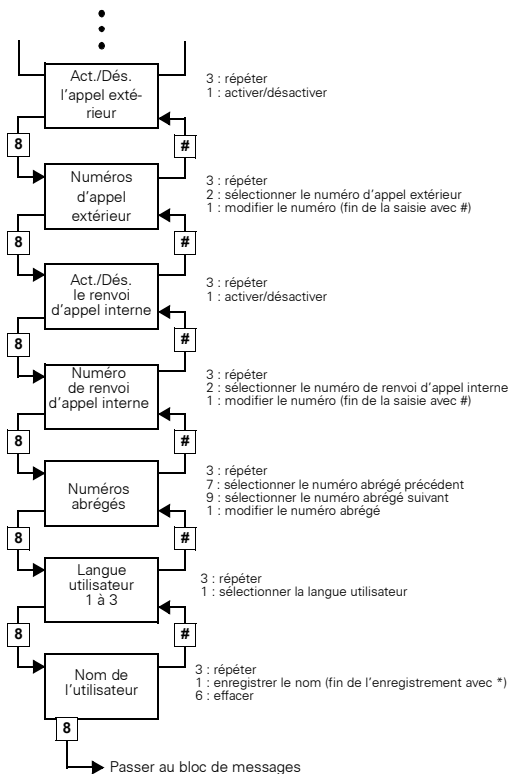 Act./Dés.
l'appel exté-
rieur
3 : répéter
1 : activer/désactiver
8
#
Numéros
d'appel
extérieur
3 : répéter
2 : sélectionner le numéro d'appel extérieur
1 : modifier le numéro (fin de la saisie avec #)
8
#
Act./Dés.
le renvoi
d'appel interne
3 : répéter
1 : activer/désactiver
8
#
Numéro
de renvoi
d'appel interne
3 : répéter
2 : sélectionner le numéro de renvoi d'appel interne
1 : modifier le numéro (fin de la saisie avec #)
8
#
Numéros
abrégés
3 : répéter
7 : sélectionner le numéro abrégé précédent
9 : sélectionner le numéro abrégé suivant
1 : modifier le numéro abrégé
8
#
Langue
utilisateur
1 à 3
3 : répéter
1 : sélectionner la langue utilisateur
8
#
Nom de
l'utilisateur
3 : répéter
1 : enregistrer le nom (fin de l'enregistrement avec *)
6 : effacer
8
Passer au bloc de messages